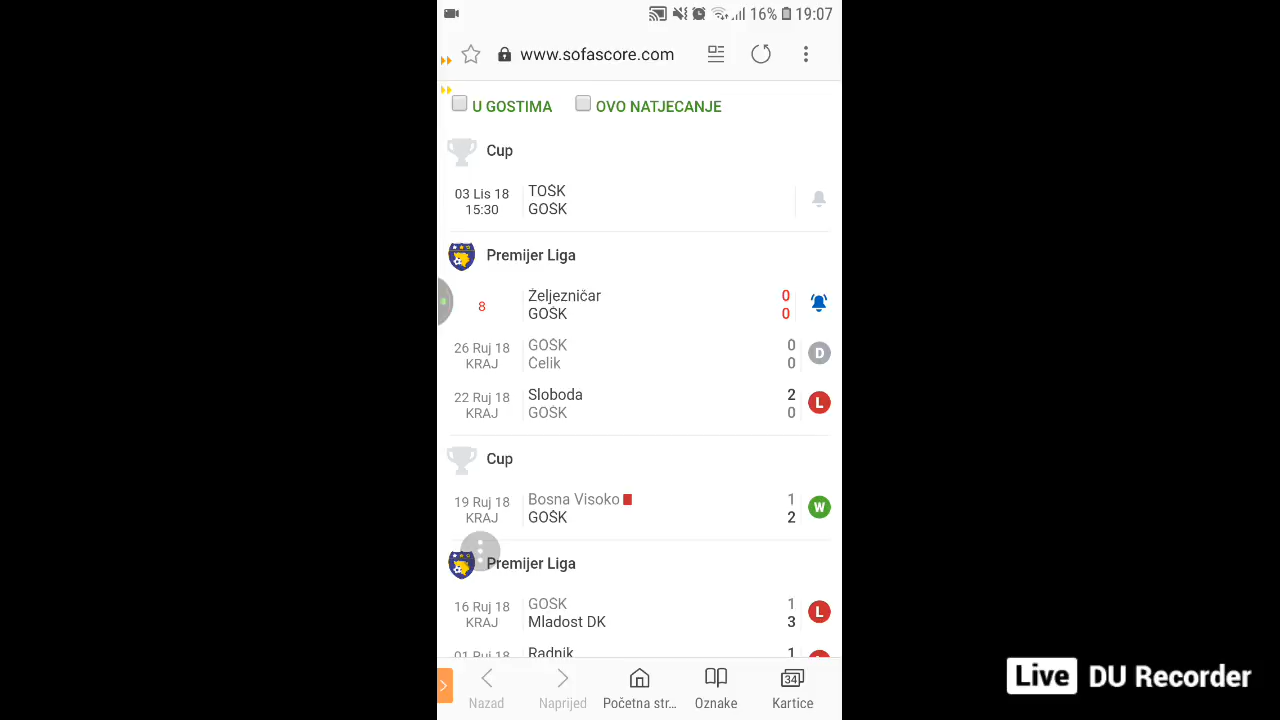 16% 19:07
www.sofascore.com
U GOSTIMA OVO NATJECANJE
Cup
03 Lis 18
15:30
TOŠK
GOŠK
Premijer Liga
8
Željezničar 0
GOŠK 0
26 Ruj 18
KRAJ
GOŠK 0
Čelik 0
D
22 Ruj 18
KRAJ
Sloboda 2
GOŠK 0
L
Cup
19 Ruj 18
KRAJ
Bosna Visoko 1
GOŠK 2
W
Premijer Liga
16 Ruj 18
KRAJ
GOŠK 1
Mladost DK 3
L
01 Ruj 18
Radnik 1
34
Nazad Naprijed Početna str... Oznake Kartice
Live DU Recorder